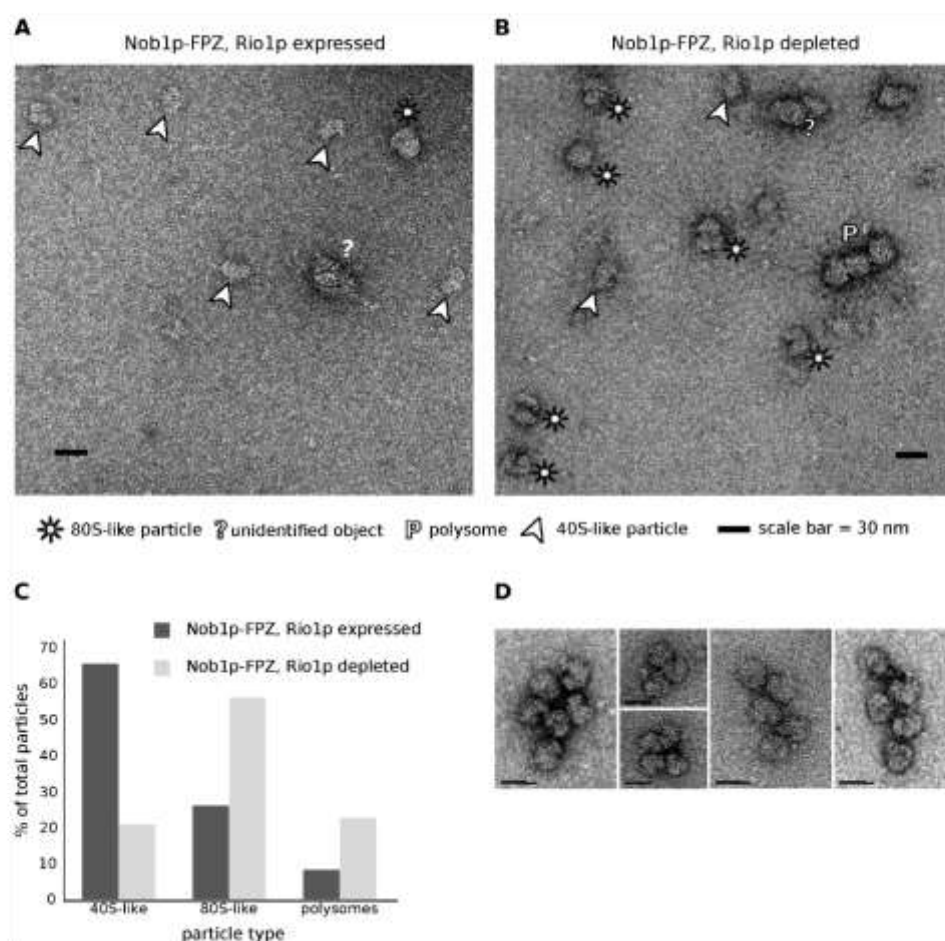 A
Nob1p-FPZ, Rio1p expressed
B
Nob1p-FPZ, Rio1p depleted
?
?
P
80S-like particle ? unidentified object P polysome 40S-like particle scale bar = 30 nm
C
Nob1p-FPZ, Rio1p expressed
Nob1p-FPZ, Rio1p depleted
% of total particles
70
60
50
40
30
20
10
0
40S-like 80S-like polysomes
particle type
D